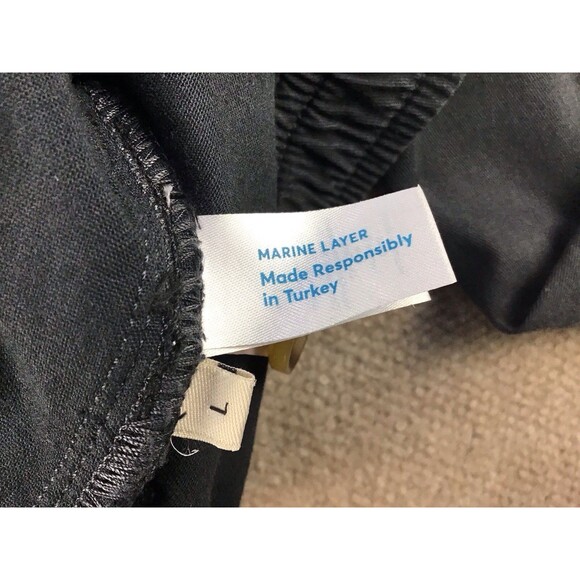 MARINE LAYER
Made Responsibly
in Turkey
L